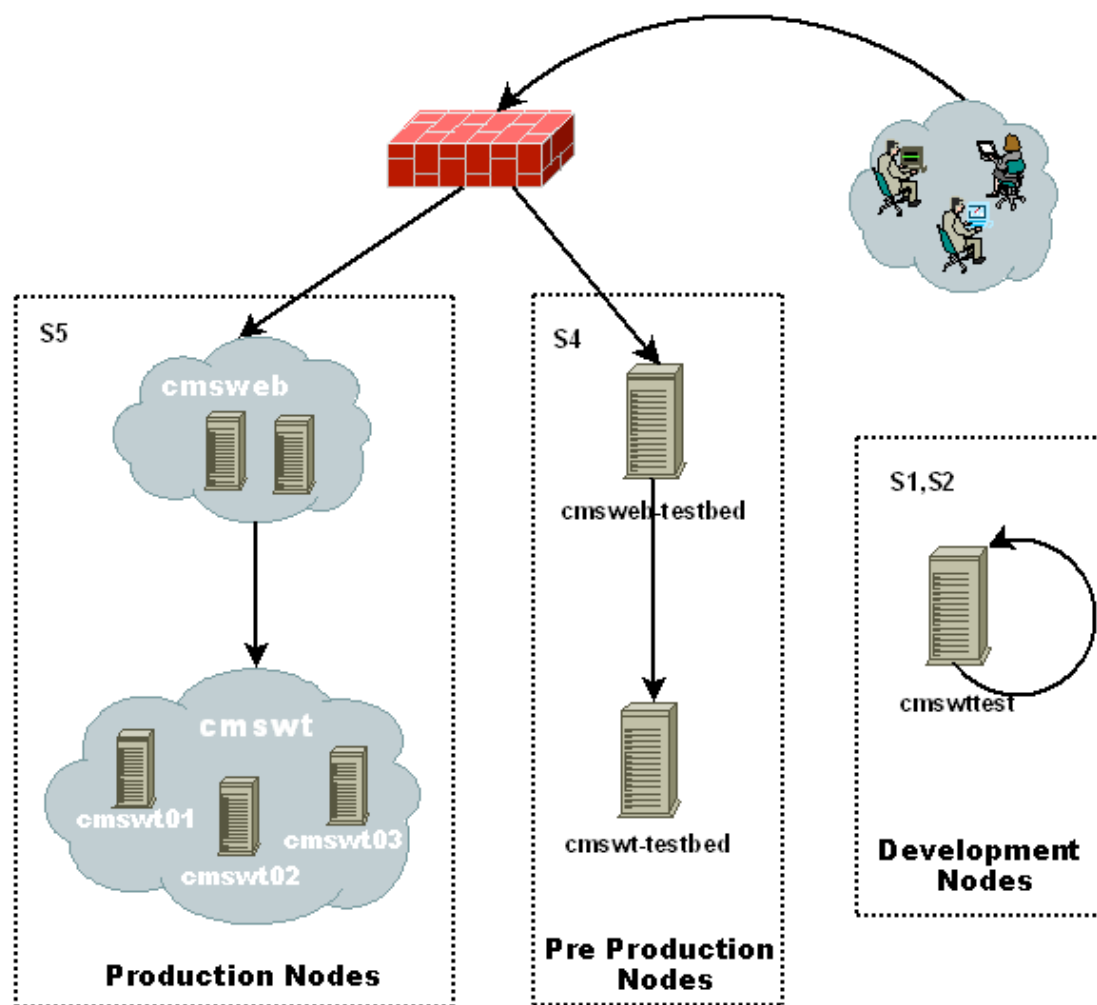 S5
cmsweb
cmswt
cmswt01
cmswt02
cmswt03
Production Nodes
S4
cmsweb-testbed
cmswt-testbed
Pre Production
Nodes
S1,S2
cmswttest
Development
Nodes